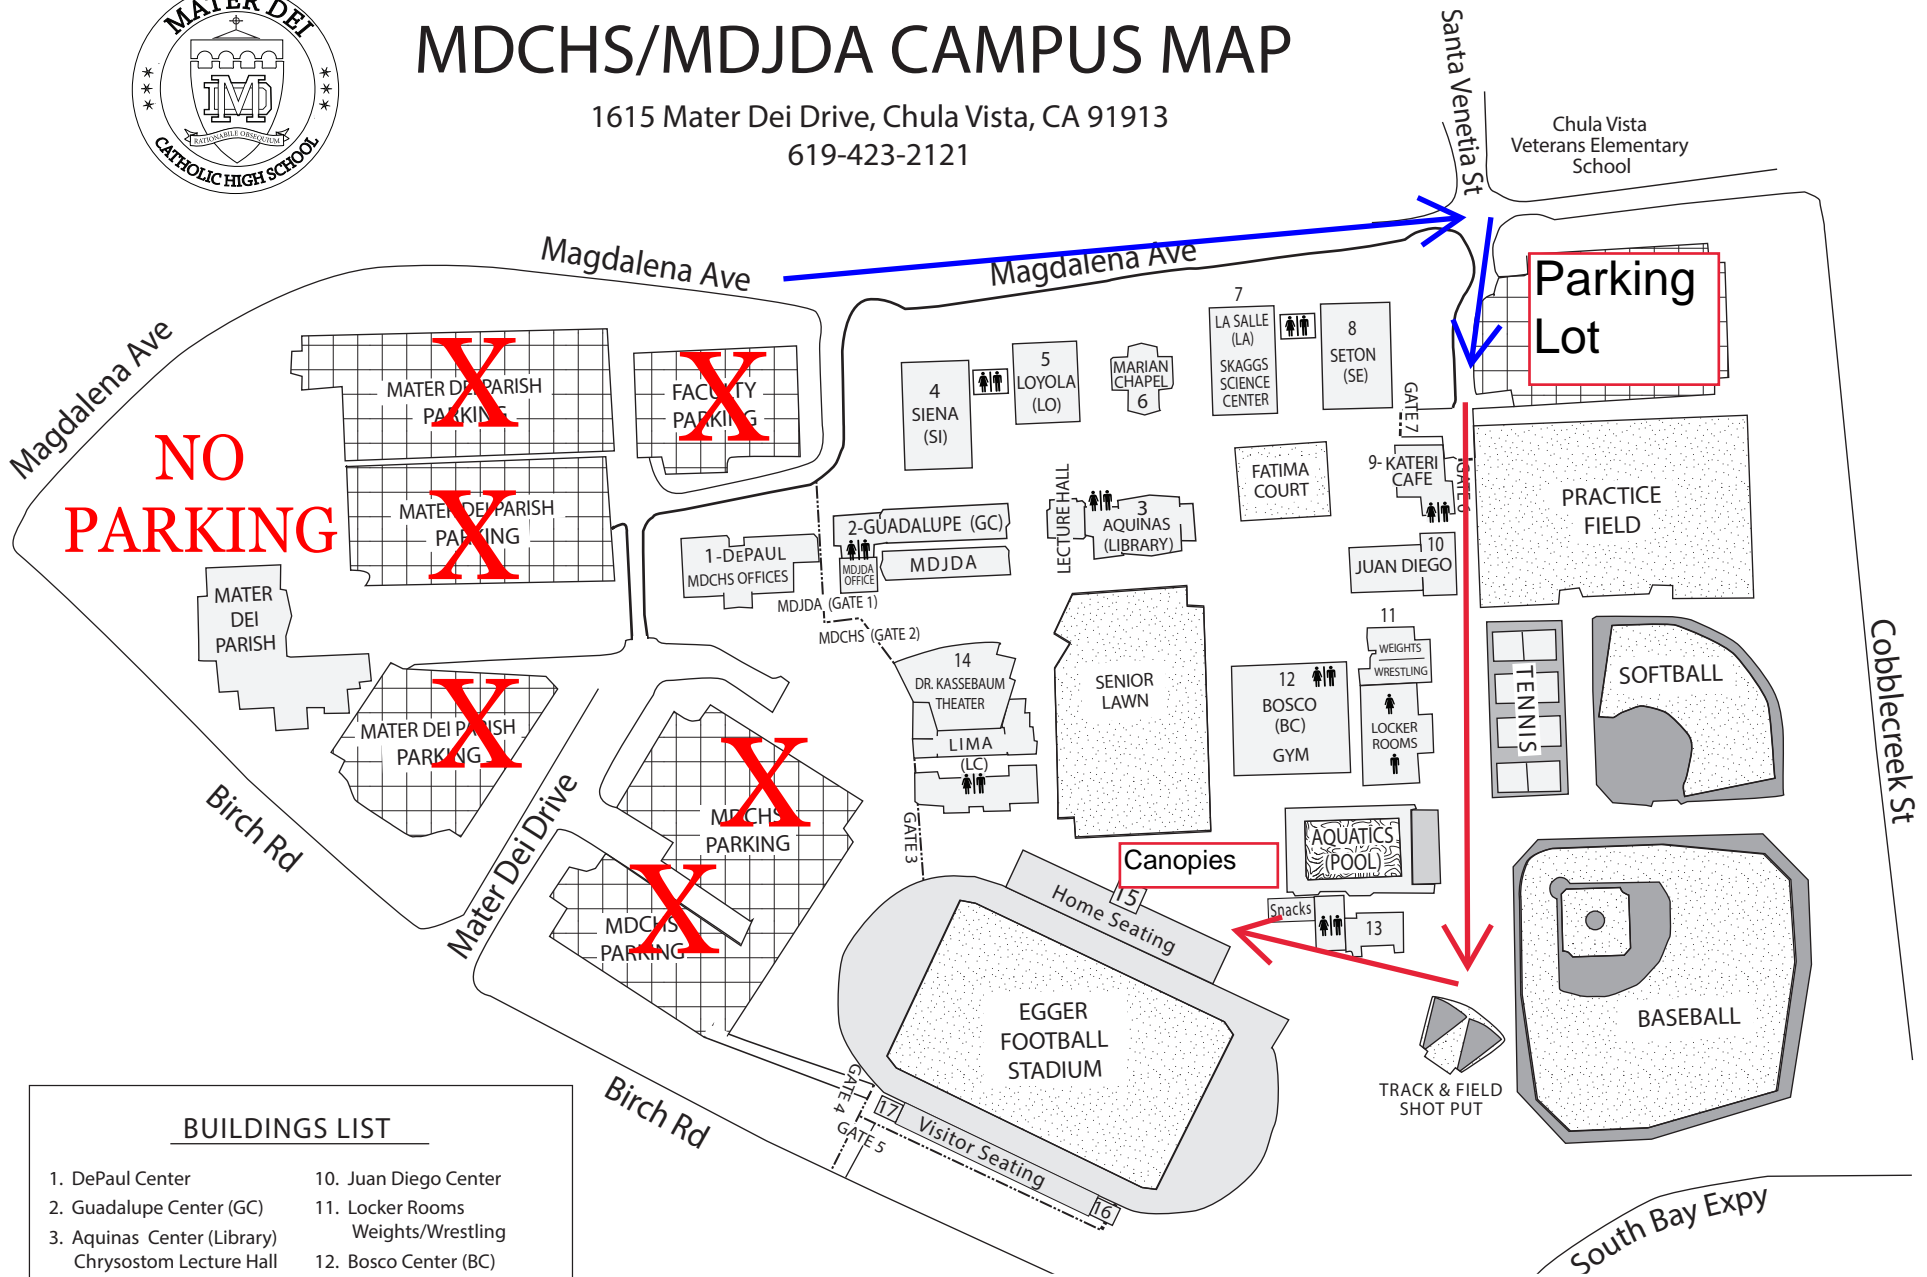 MATER DEI
CATHOLIC HIGH SCHOOL
MD
RATIONABILE OBSEQUIUM
MDCHS/MDJDA CAMPUS MAP
1615 Mater Dei Drive, Chula Vista, CA 91913
619-423-2121
Santa Venetia St
Chula Vista
Veterans Elementary
School
Magdalena Ave
Magdalena Ave
Magdalena Ave
Parking
Lot
NO
PARKING
MATER DEI PARISH
PARKING
X
FACULTY
PARKING
X
MATER DEI PARISH
PARKING
X
MATER
DEI
PARISH
MATER DEI PARISH
PARKING
X
MDCHS
PARKING
X
MDCHS
PARKING
X
4
SIENA
(SI)
5
LOYOLA
(LO)
MARIAN
CHAPEL
6
7
LA SALLE
(LA)
SKAGGS
SCIENCE
CENTER
8
SETON
(SE)
GATE 7
9- KATERI
CAFE
GATE 6
FATIMA
COURT
PRACTICE
FIELD
LECTURE HALL
3
AQUINAS
(LIBRARY)
2-GUADALUPE (GC)
MDJDA
OFFICE
MDJDA
1-DEPAUL
MDCHS OFFICES
MDJDA (GATE 1)
MDCHS (GATE 2)
10
JUAN DIEGO
11
WEIGHTS
WRESTLING
LOCKER
ROOMS
12
BOSCO
(BC)
GYM
14
DR. KASSEBAUM
THEATER
LIMA
(LC)
GATE 3
SENIOR
LAWN
TENNIS
SOFTBALL
Cobblecreek St
AQUATICS
(POOL)
Canopies
Snacks
13
15
Home Seating
EGGER
FOOTBALL
STADIUM
BASEBALL
TRACK & FIELD
SHOT PUT
Birch Rd
Mater Dei Drive
Birch Rd
GATE 4
GATE 5
17
Visitor Seating
16
South Bay Expy
BUILDINGS LIST
1. DePaul Center
2. Guadalupe Center (GC)
3. Aquinas Center (Library)
Chrysostom Lecture Hall
10. Juan Diego Center
11. Locker Rooms
Weights/Wrestling
12. Bosco Center (BC)